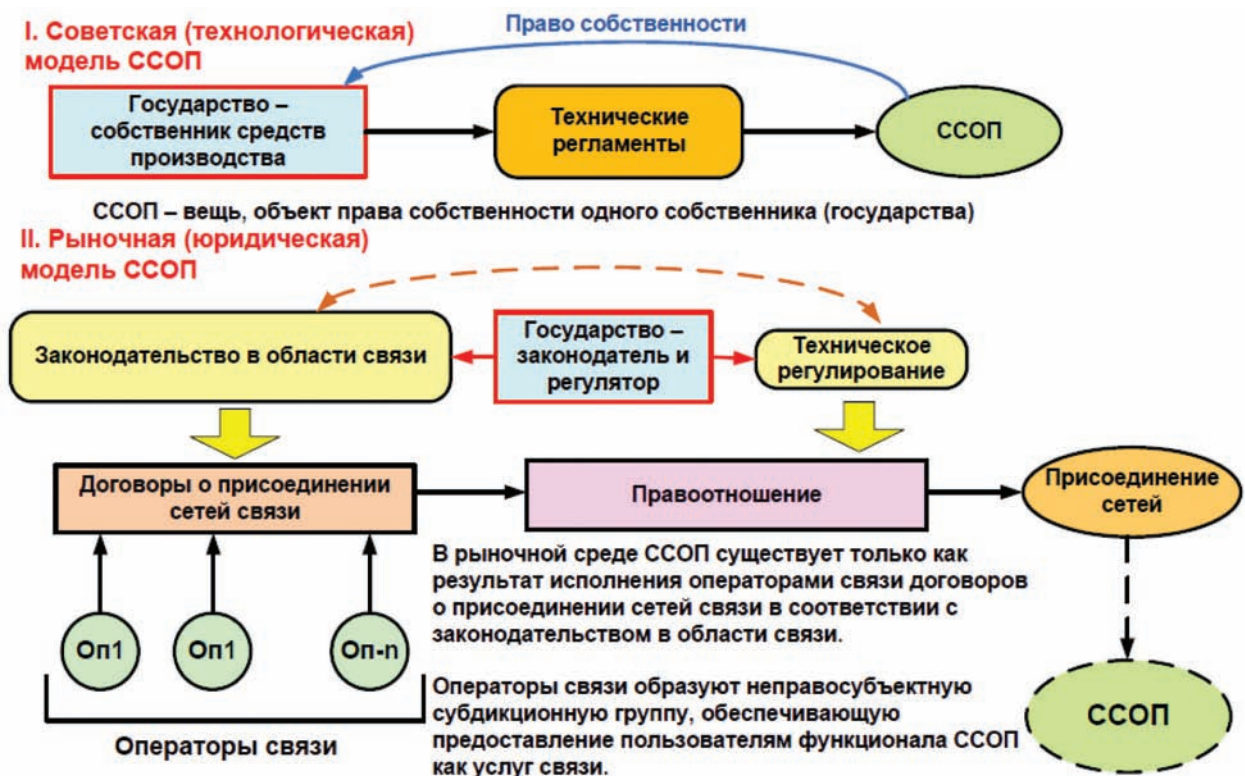 I. Советская (технологическая)
модель ССОП
Право собственности
Государство –
собственник средств
производства
Технические
регламенты
ССОП
ССОП – вещь, объект права собственности одного собственника (государства)
II. Рыночная (юридическая)
модель ССОП
Законодательство в области связи
Государство –
законодатель и
регулятор
Техническое
регулирование
Договоры о присоединении
сетей связи
Правоотношение
Присоединение
сетей
В рыночной среде ССОП существует только как
результат исполнения операторами связи договоров
о присоединении сетей связи в соответствии с
законодательством в области связи.
Оп1
Оп1
Оп-n
Операторы связи
Операторы связи образуют неправосубъектную
субдикционную группу, обеспечивающую
предоставление пользователям функционала ССОП
как услуг связи.
ССОП